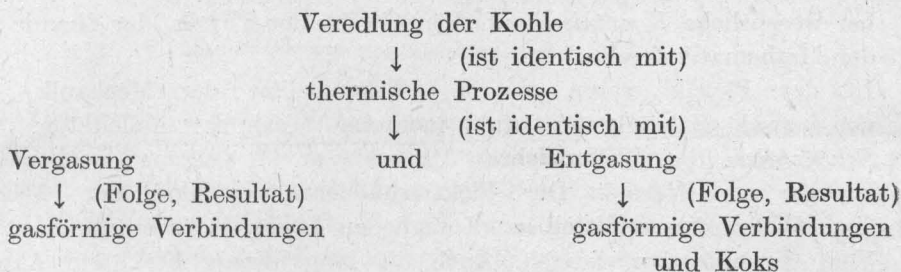 Veredlung der Kohle
↓ (ist identisch mit)
thermische Prozesse
↓ (ist identisch mit)
Vergasung und Entgasung
↓ (Folge, Resultat) ↓ (Folge, Resultat)
gasförmige Verbindungen gasförmige Verbindungen
und Koks